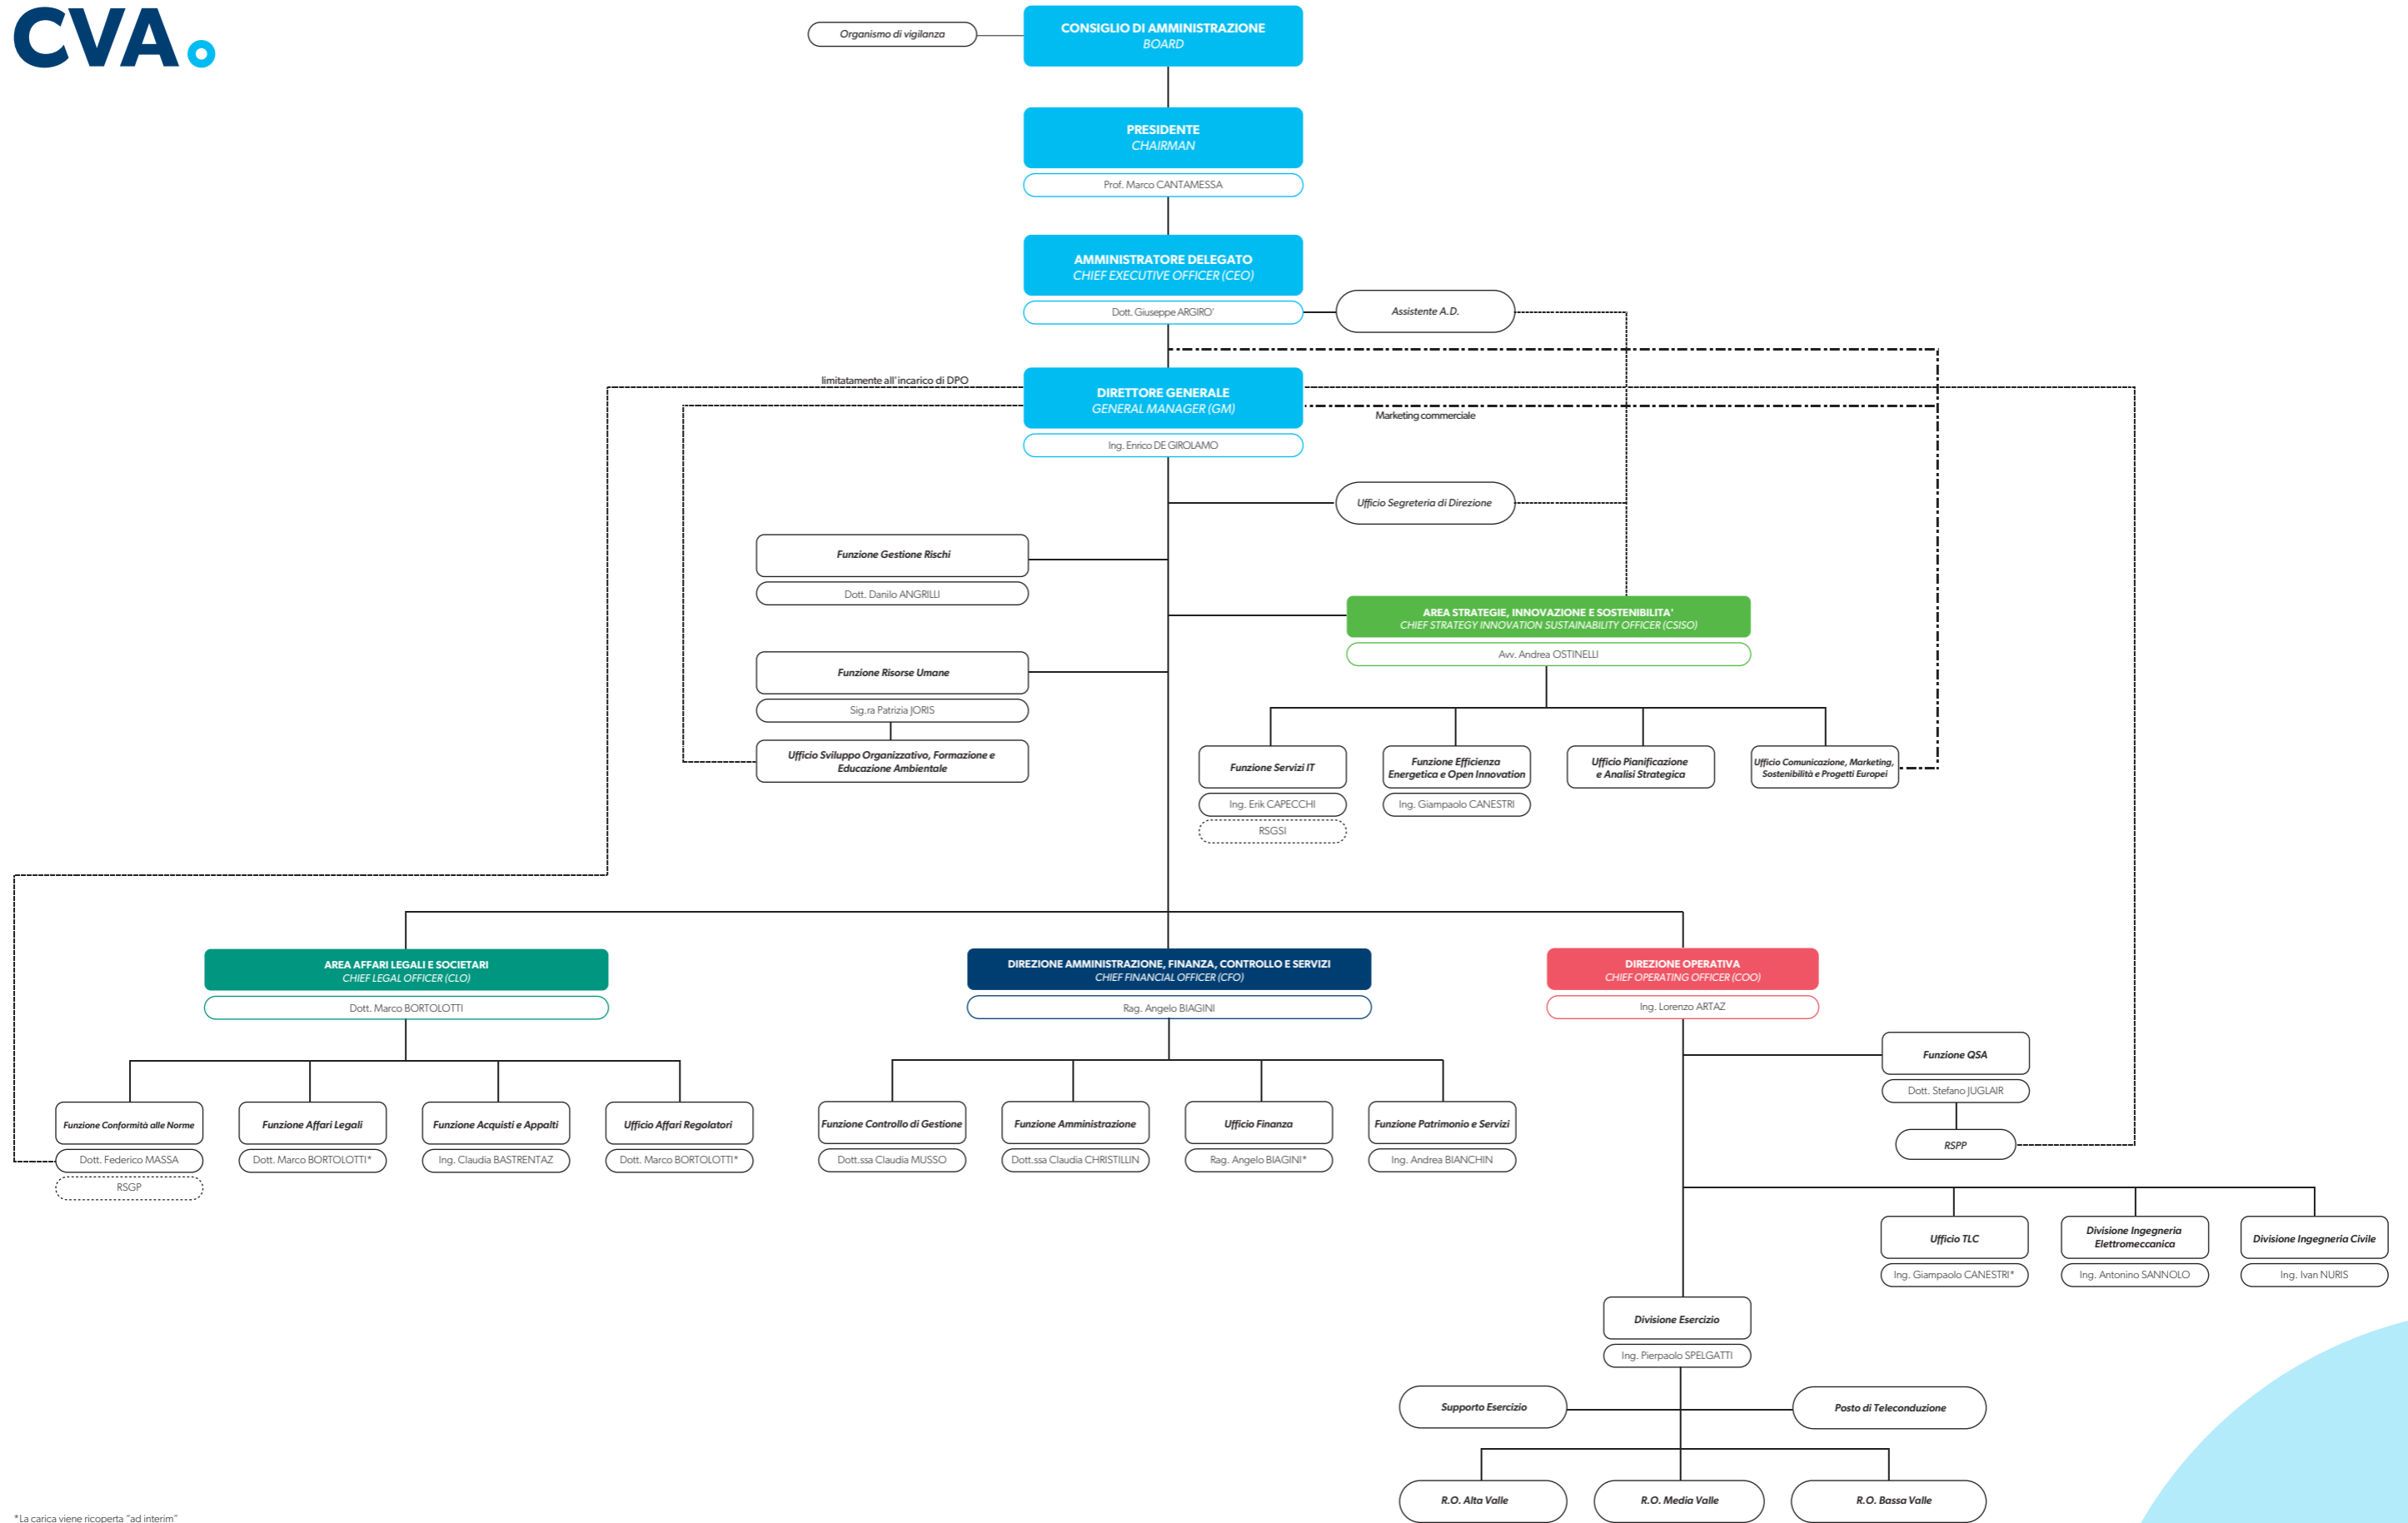 CVA
Organismo di vigilanza
CONSIGLIO DI AMMINISTRAZIONE
BOARD
PRESIDENTE
CHAIRMAN
Prof. Marco CANTAMESSA
AMMINISTRATORE DELEGATO
CHIEF EXECUTIVE OFFICER (CEO)
Dott. Giuseppe ARGIRO'
Assistente A.D.
limitatamente all'incarico di DPO
DIRETTORE GENERALE
GENERAL MANAGER (GM)
Marketing commerciale
Ing. Enrico DE GIROLAMO
Ufficio Segreteria di Direzione
Funzione Gestione Rischi
Dott. Danilo ANGRILLI
AREA STRATEGIE, INNOVAZIONE E SOSTENIBILITA'
CHIEF STRATEGY INNOVATION SUSTAINABILITY OFFICER (CSISO)
Avv. Andrea OSTINELLI
Funzione Risorse Umane
Sig.ra Patrizia JORIS
Ufficio Sviluppo Organizzativo, Formazione e
Educazione Ambientale
Funzione Servizi IT
Ing. Erik CAPECCHI
RSGSI
Funzione Efficienza
Energetica e Open Innovation
Ing. Giampaolo CANESTRI
Ufficio Pianificazione
e Analisi Strategica
Ufficio Comunicazione, Marketing,
Sostenibilità e Progetti Europei
AREA AFFARI LEGALI E SOCIETARI
CHIEF LEGAL OFFICER (CLO)
Dott. Marco BORTOLOTTI
DIREZIONE AMMINISTRAZIONE, FINANZA, CONTROLLO E SERVIZI
CHIEF FINANCIAL OFFICER (CFO)
Rag. Angelo BIAGINI
DIREZIONE OPERATIVA
CHIEF OPERATING OFFICER (COO)
Ing. Lorenzo ARTAZ
Funzione QSA
Dott. Stefano JUGLAIR
RSPP
Funzione Conformità alle Norme
Dott. Federico MASSA
RSGP
Funzione Affari Legali
Dott. Marco BORTOLOTTI*
Funzione Acquisti e Appalti
Ing. Claudia BASTRENTAZ
Ufficio Affari Regolatori
Dott. Marco BORTOLOTTI*
Funzione Controllo di Gestione
Dott.ssa Claudia MUSSO
Funzione Amministrazione
Dott.ssa Claudia CHRISTILLIN
Ufficio Finanza
Rag. Angelo BIAGINI*
Funzione Patrimonio e Servizi
Ing. Andrea BIANCHIN
Ufficio TLC
Ing. Giampaolo CANESTRI*
Divisione Ingegneria
Elettromeccanica
Ing. Antonino SANNOLO
Divisione Ingegneria Civile
Ing. Ivan NURIS
Divisione Esercizio
Ing. Pierpaolo SPELGATTI
Supporto Esercizio
Posto di Teleconduzione
R.O. Alta Valle
R.O. Media Valle
R.O. Bassa Valle
*La carica viene ricoperta "ad interim"